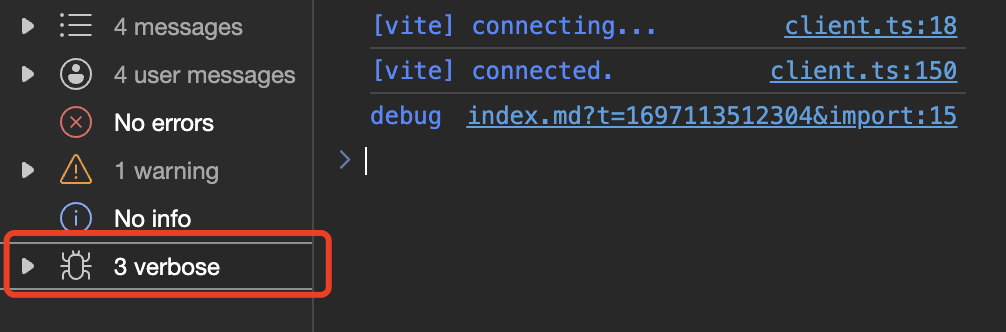 4 messages
4 user messages
No errors
1 warning
No info
3 verbose
[vite] connecting... client.ts:18
[vite] connected. client.ts:150
debug index.md?t=1697113512304&import:15